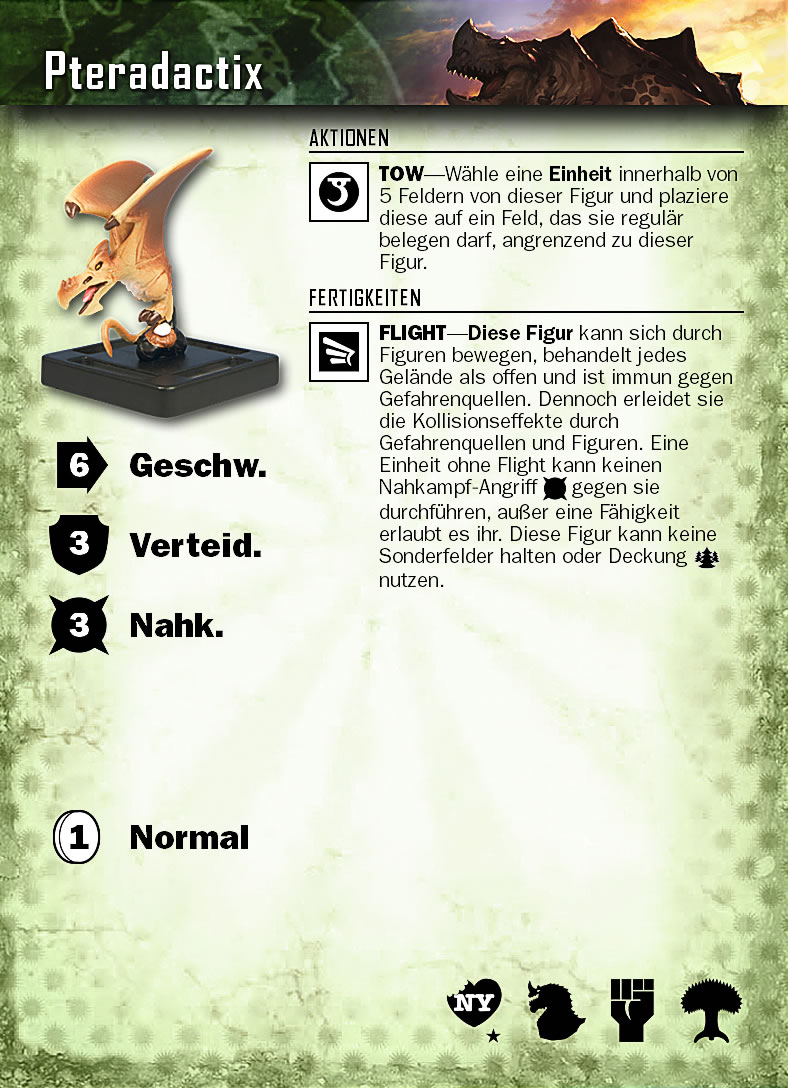 Pteradactix
AKTIONEN
TOW—Wähle eine Einheit innerhalb von
5 Feldern von dieser Figur und plaziere
diese auf ein Feld, das sie regulär
belegen darf, angrenzend zu dieser
Figur.
FERTIGKEITEN
FLIGHT—Diese Figur kann sich durch
Figuren bewegen, behandelt jedes
Gelände als offen und ist immun gegen
Gefahrenquellen. Dennoch erleidet sie
die Kollisionseffekte durch
Gefahrenquellen und Figuren. Eine
Einheit ohne Flight kann keinen
Nahkampf-Angriff gegen sie
durchführen, außer eine Fähigkeit
erlaubt es ihr. Diese Figur kann keine
Sonderfelder halten oder Deckung
nutzen.
6 Geschw.
3 Verteid.
3 Nahk.
1 Normal
NY